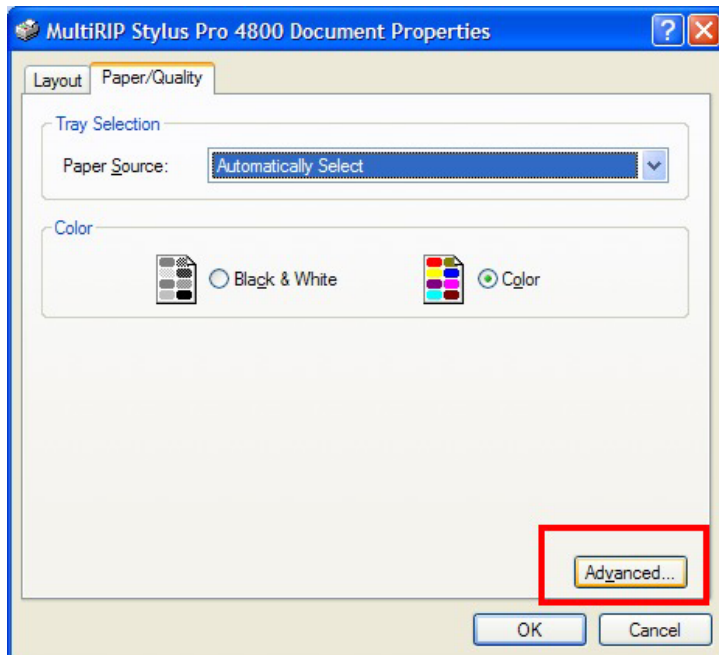 MultiRIP Stylus Pro 4800 Document Properties
Layout Paper/Quality
Tray Selection
Paper Source: Automatically Select
Color
Black & White Color
Advanced...
OK Cancel